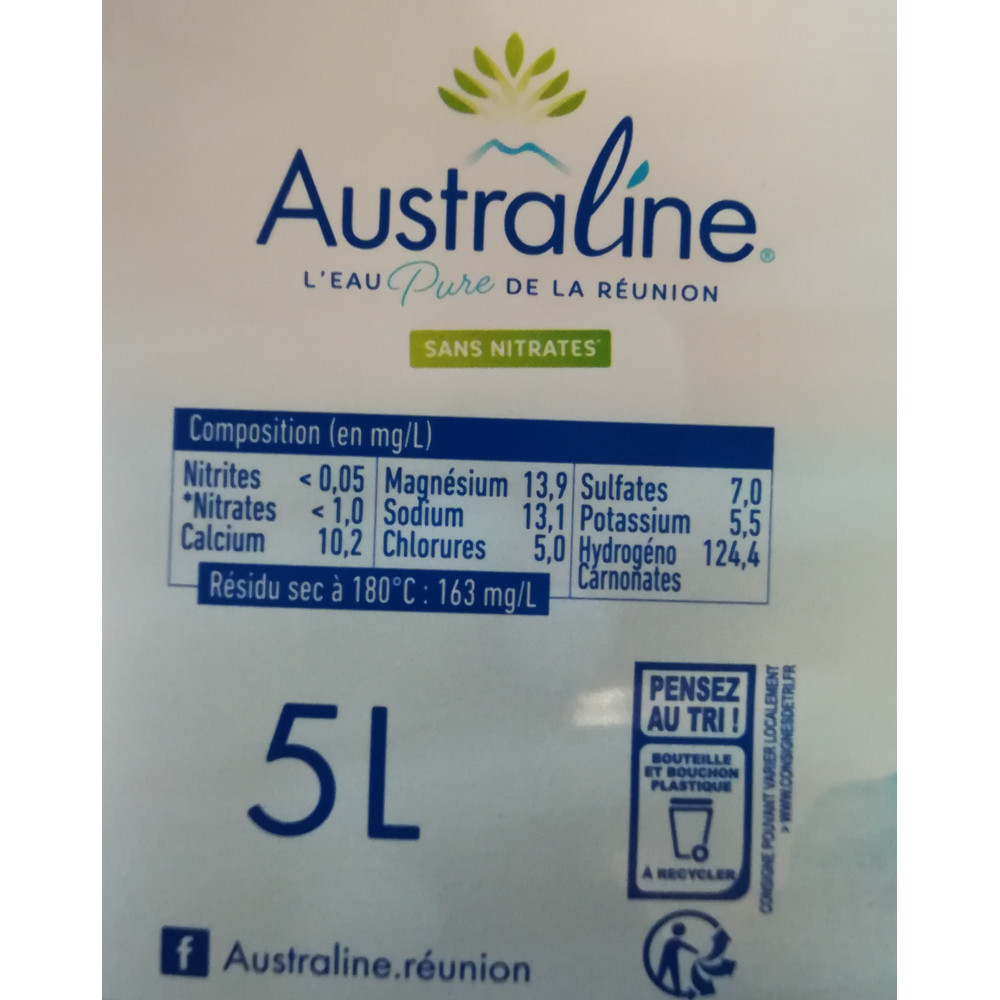 Australine®
L'EAU Pure DE LA RÉUNION
SANS NITRATES*
Composition (en mg/L)
Nitrites < 0,05 Magnésium 13,9 Sulfates 7,0
*Nitrates < 1,0 Sodium 13,1 Potassium 5,5
Calcium 10,2 Chlorures 5,0 Hydrogéno 124,4
Carnonates
Résidu sec à 180°C : 163 mg/L
5L
PENSEZ
AU TRI !
BOUTEILLE
ET BOUCHON
PLASTIQUE
À RECYCLER
CONSIGNE POUVANT VARIER LOCALEMENT
> WWW.CONSIGNESDETRI.FR
f Australine.réunion